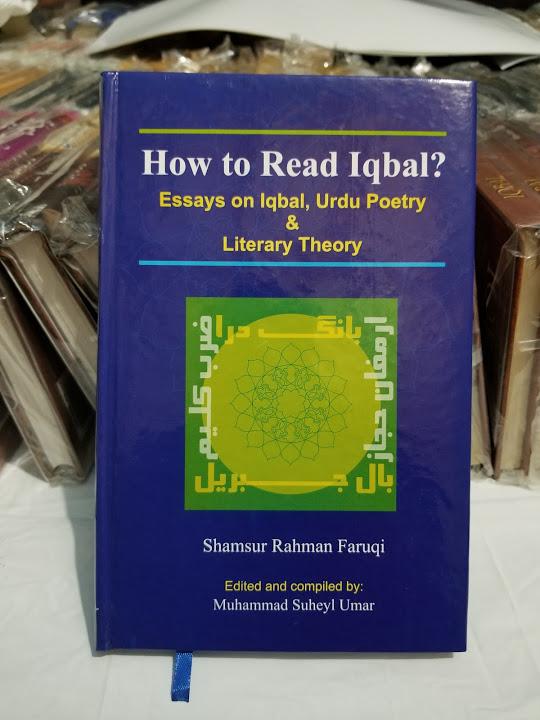 How to Read Iqbal?
Essays on Iqbal, Urdu Poetry
&
Literary Theory
بانگ درا
ارمغان حجاز
بال جبریل
ضرب کلیم
Shamsur Rahman Faruqi
Edited and compiled by:
Muhammad Suheyl Umar